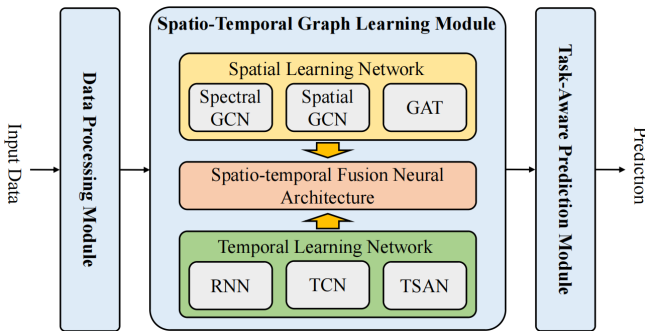 Input Data
Data Processing Module
Spatio-Temporal Graph Learning Module
Spatial Learning Network
Spectral
GCN
Spatial
GCN
GAT
Spatio-temporal Fusion Neural
Architecture
Temporal Learning Network
RNN
TCN
TSAN
Task-Aware Prediction Module
Prediction